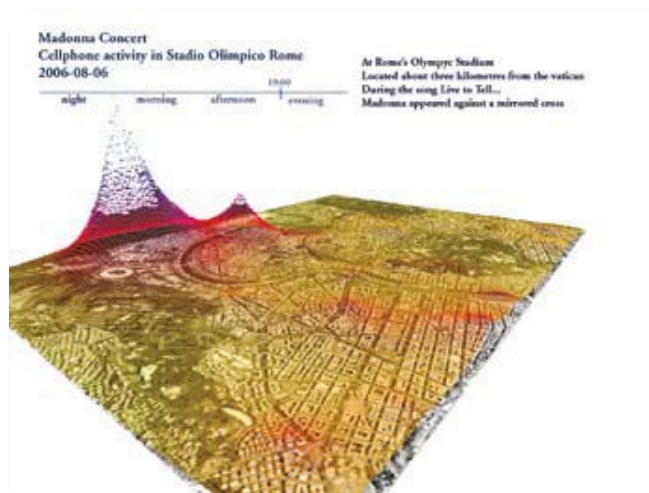 Madonna Concert
Cellphone activity in Stadio Olimpico Rome
2006-08-06
19:00
night morning afternoon evening
At Rome's Olympyc Stadium
Located about three kilometres from the vatican
During the song Live to Tell...
Madonna appeared against a mirrored cross